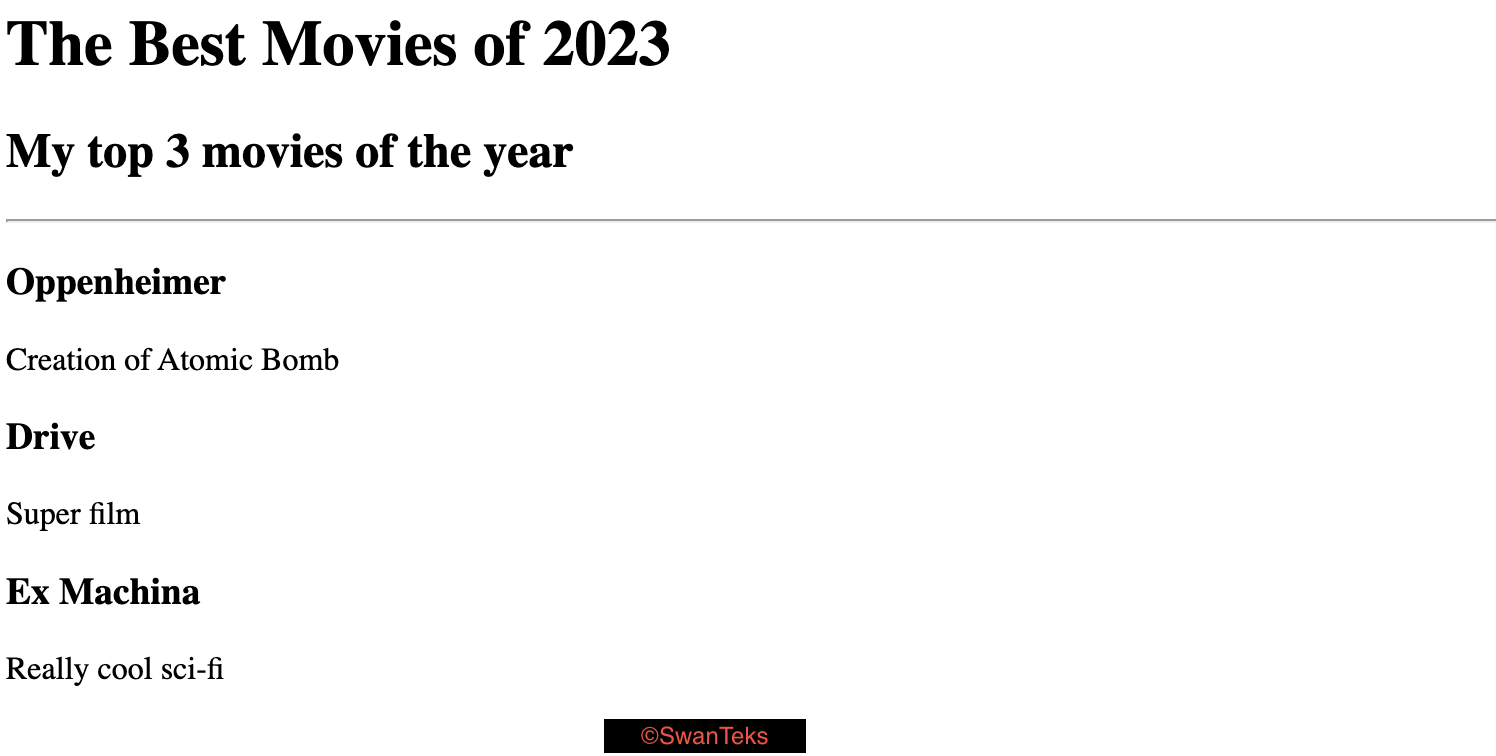 The Best Movies of 2023
My top 3 movies of the year
Oppenheimer
Creation of Atomic Bomb
Drive
Super film
Ex Machina
Really cool sci-fi
©SwanTeks